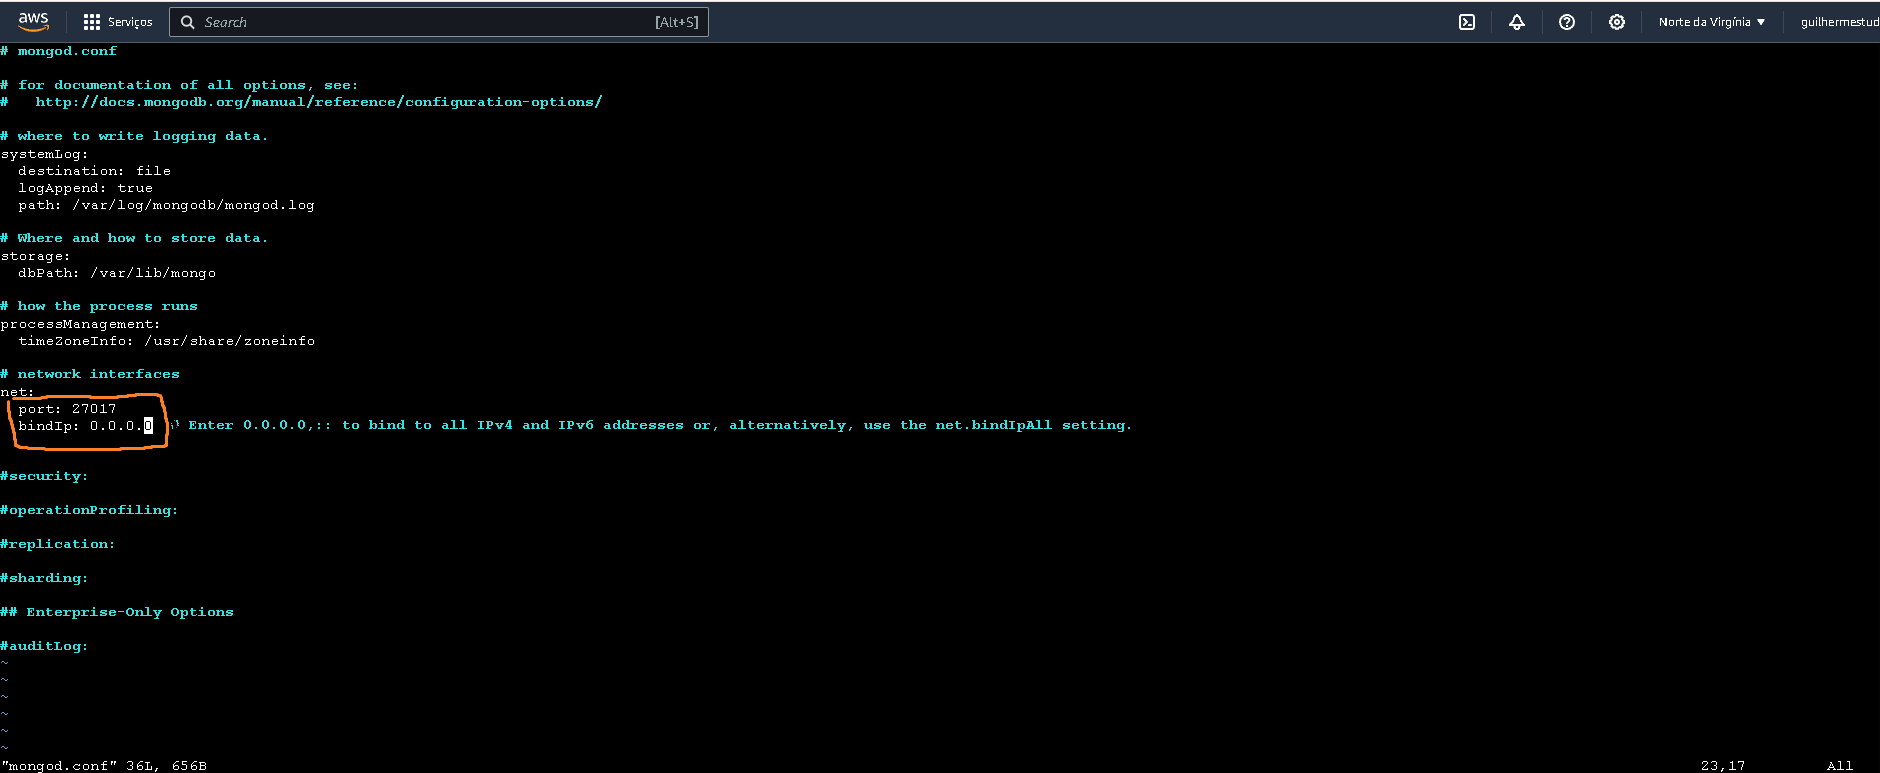 aws Serviços Search [Alt+S] Norte da Virgínia guilhermestud
# mongod.conf
# for documentation of all options, see:
#   http://docs.mongodb.org/manual/reference/configuration-options/
# where to write logging data.
systemLog:
  destination: file
  logAppend: true
  path: /var/log/mongodb/mongod.log
# Where and how to store data.
storage:
  dbPath: /var/lib/mongo
# how the process runs
processManagement:
  timeZoneInfo: /usr/share/zoneinfo
# network interfaces
net:
  port: 27017
  bindIp: 0.0.0.0  # Enter 0.0.0.0,:: to bind to all IPv4 and IPv6 addresses or, alternatively, use the net.bindIpAll setting.
#security:
#operationProfiling:
#replication:
#sharding:
## Enterprise-Only Options
#auditLog:
~
~
~
~
~
~
"mongod.conf" 36L, 656B 23,17 All